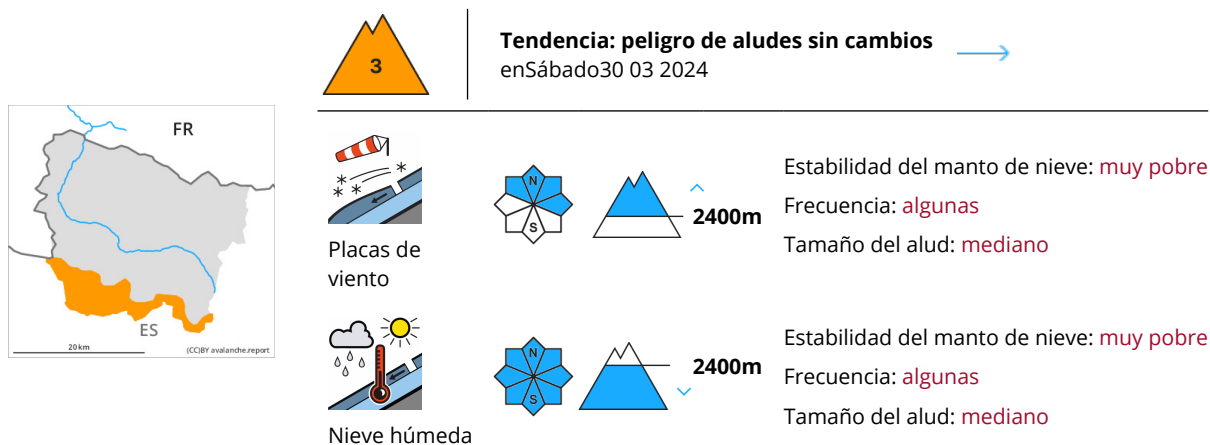 3
Tendencia: peligro de aludes sin cambios
enSábado30 03 2024
FR
ES
20 km
(CC)BY avalanche.report
Placas de
viento
N
S
2400m
Estabilidad del manto de nieve: muy pobre
Frecuencia: algunas
Tamaño del alud: mediano
Nieve húmeda
N
S
2400m
Estabilidad del manto de nieve: muy pobre
Frecuencia: algunas
Tamaño del alud: mediano